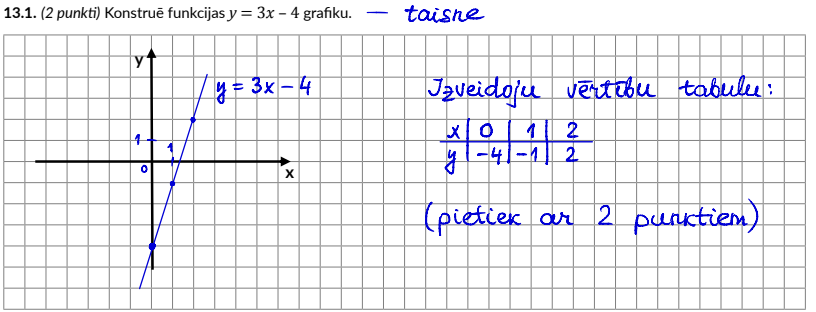 13.1. (2 punkti) Konstruē funkcijas y = 3x – 4 grafiku. — taisne
y
y = 3x – 4
Izveidoju vērtību tabulu:
x | 0 | 1 | 2
y | –4 | –1 | 2
1
1
0
x
(pietiek ar 2 punktiem)